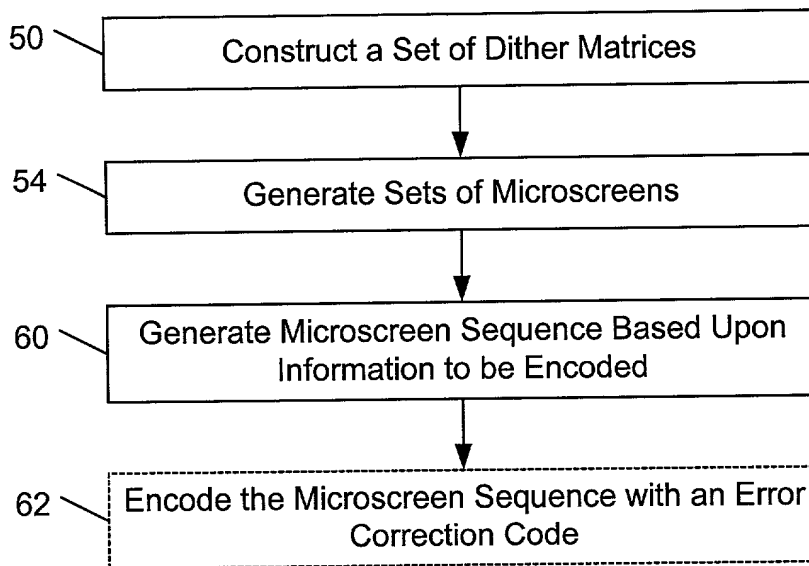 50
Construct a Set of Dither Matrices
54
Generate Sets of Microscreens
60
Generate Microscreen Sequence Based Upon
Information to be Encoded
62
Encode the Microscreen Sequence with an Error
Correction Code